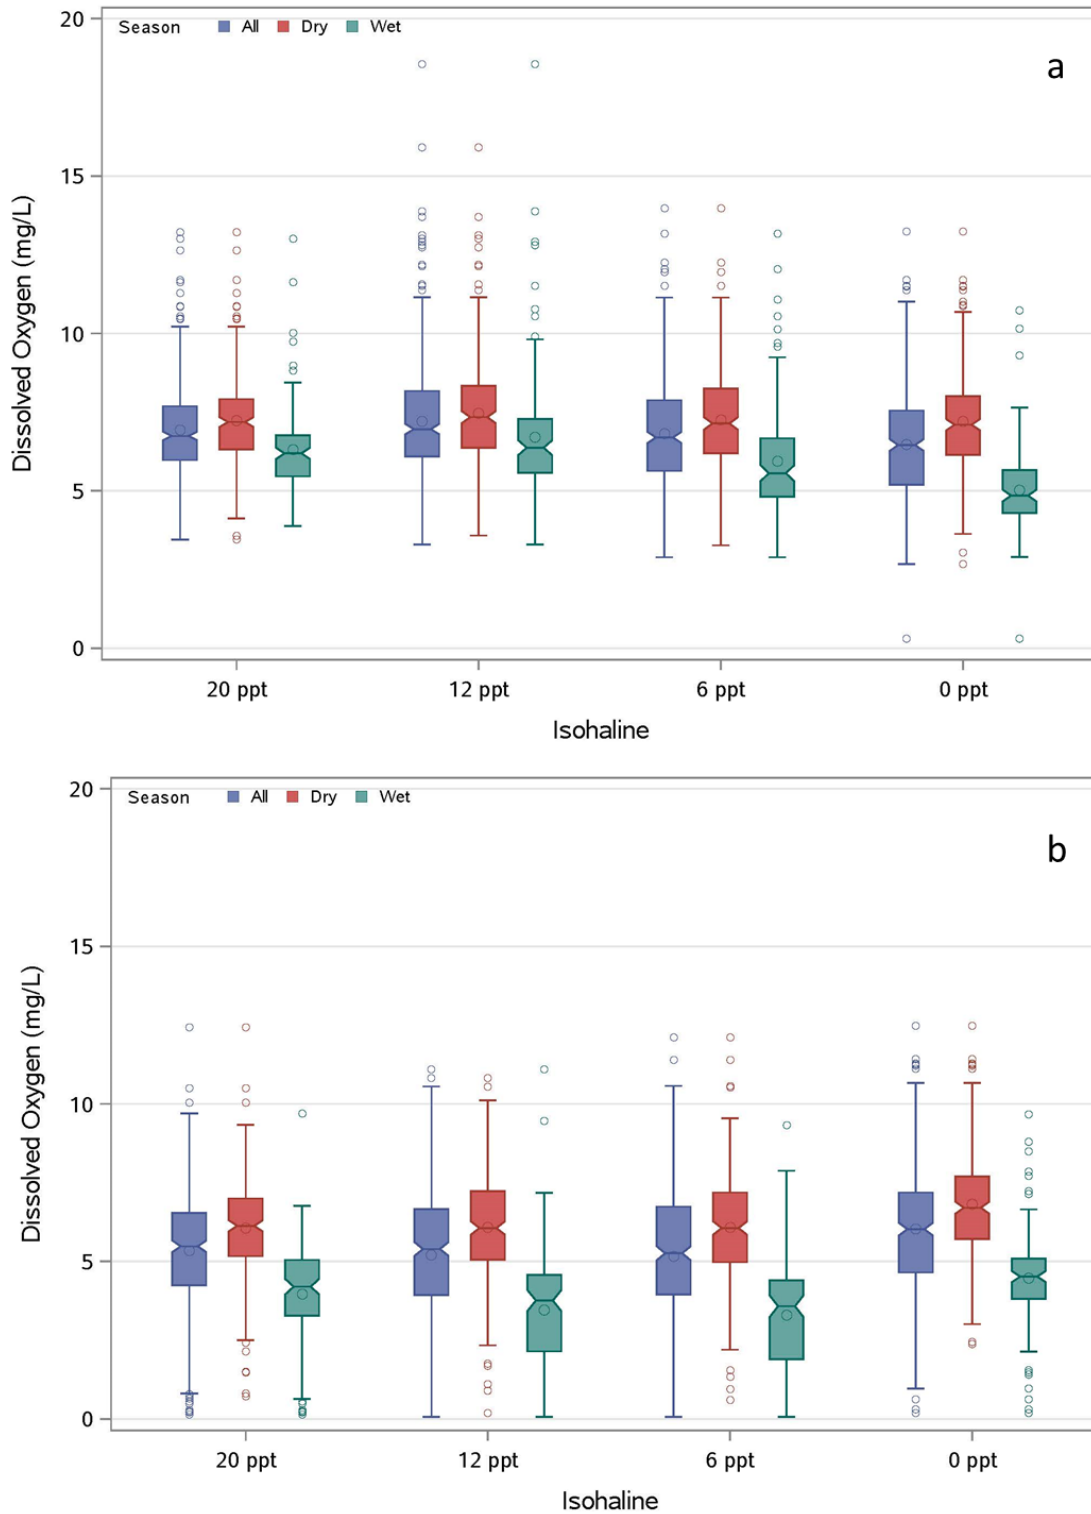 20
Season All Dry Wet
a
15
10
5
0
Dissolved Oxygen (mg/L)
20 ppt 12 ppt 6 ppt 0 ppt
Isohaline
20
Season All Dry Wet
b
15
10
5
0
Dissolved Oxygen (mg/L)
20 ppt 12 ppt 6 ppt 0 ppt
Isohaline